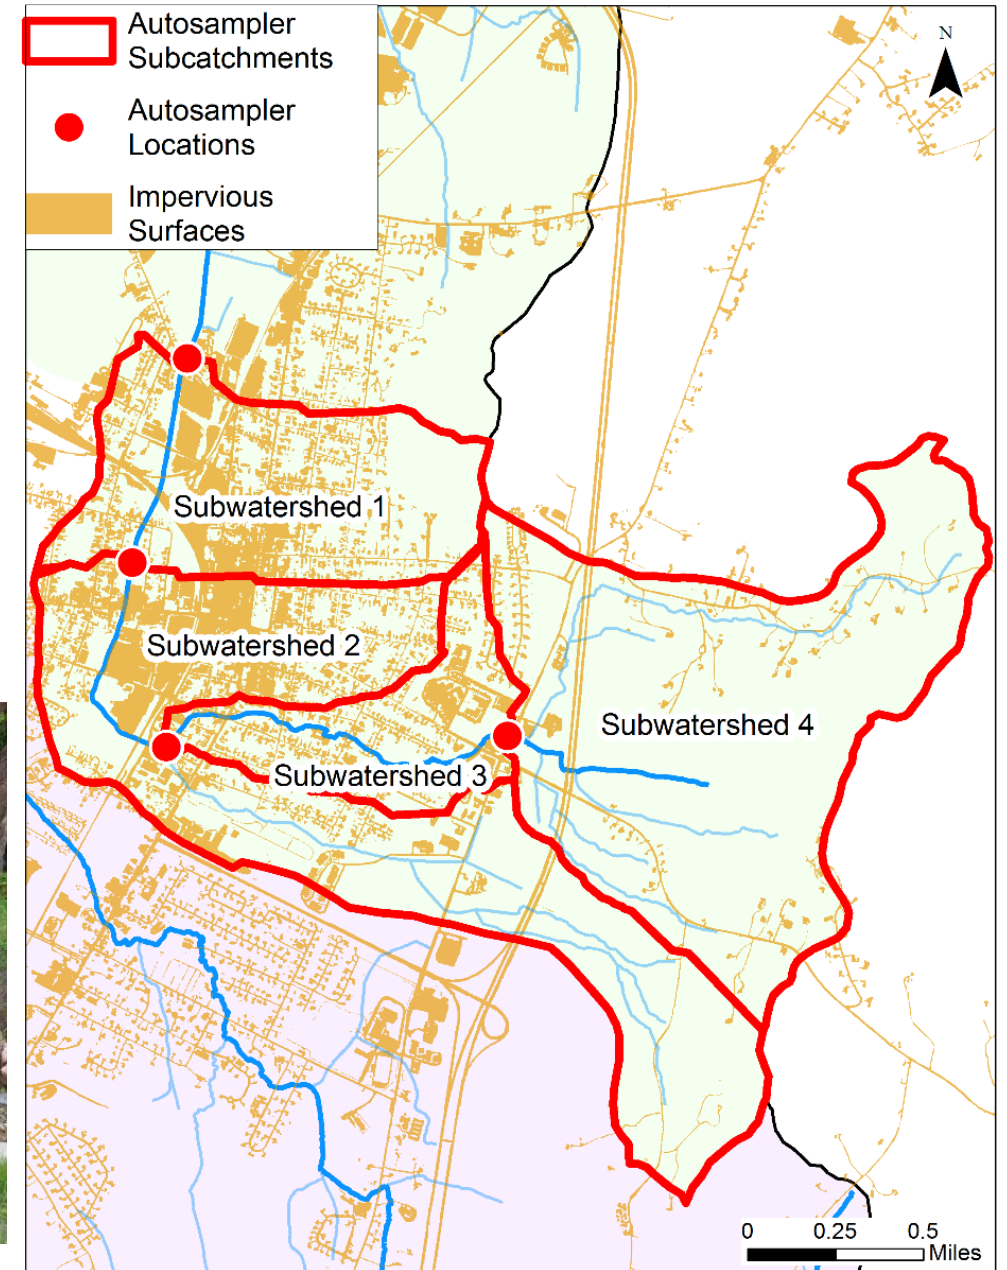 Autosampler
Subcatchments
Autosampler
Locations
Impervious
Surfaces
N
Subwatershed 1
Subwatershed 2
Subwatershed 4
Subwatershed 3
0 0.25 0.5
Miles